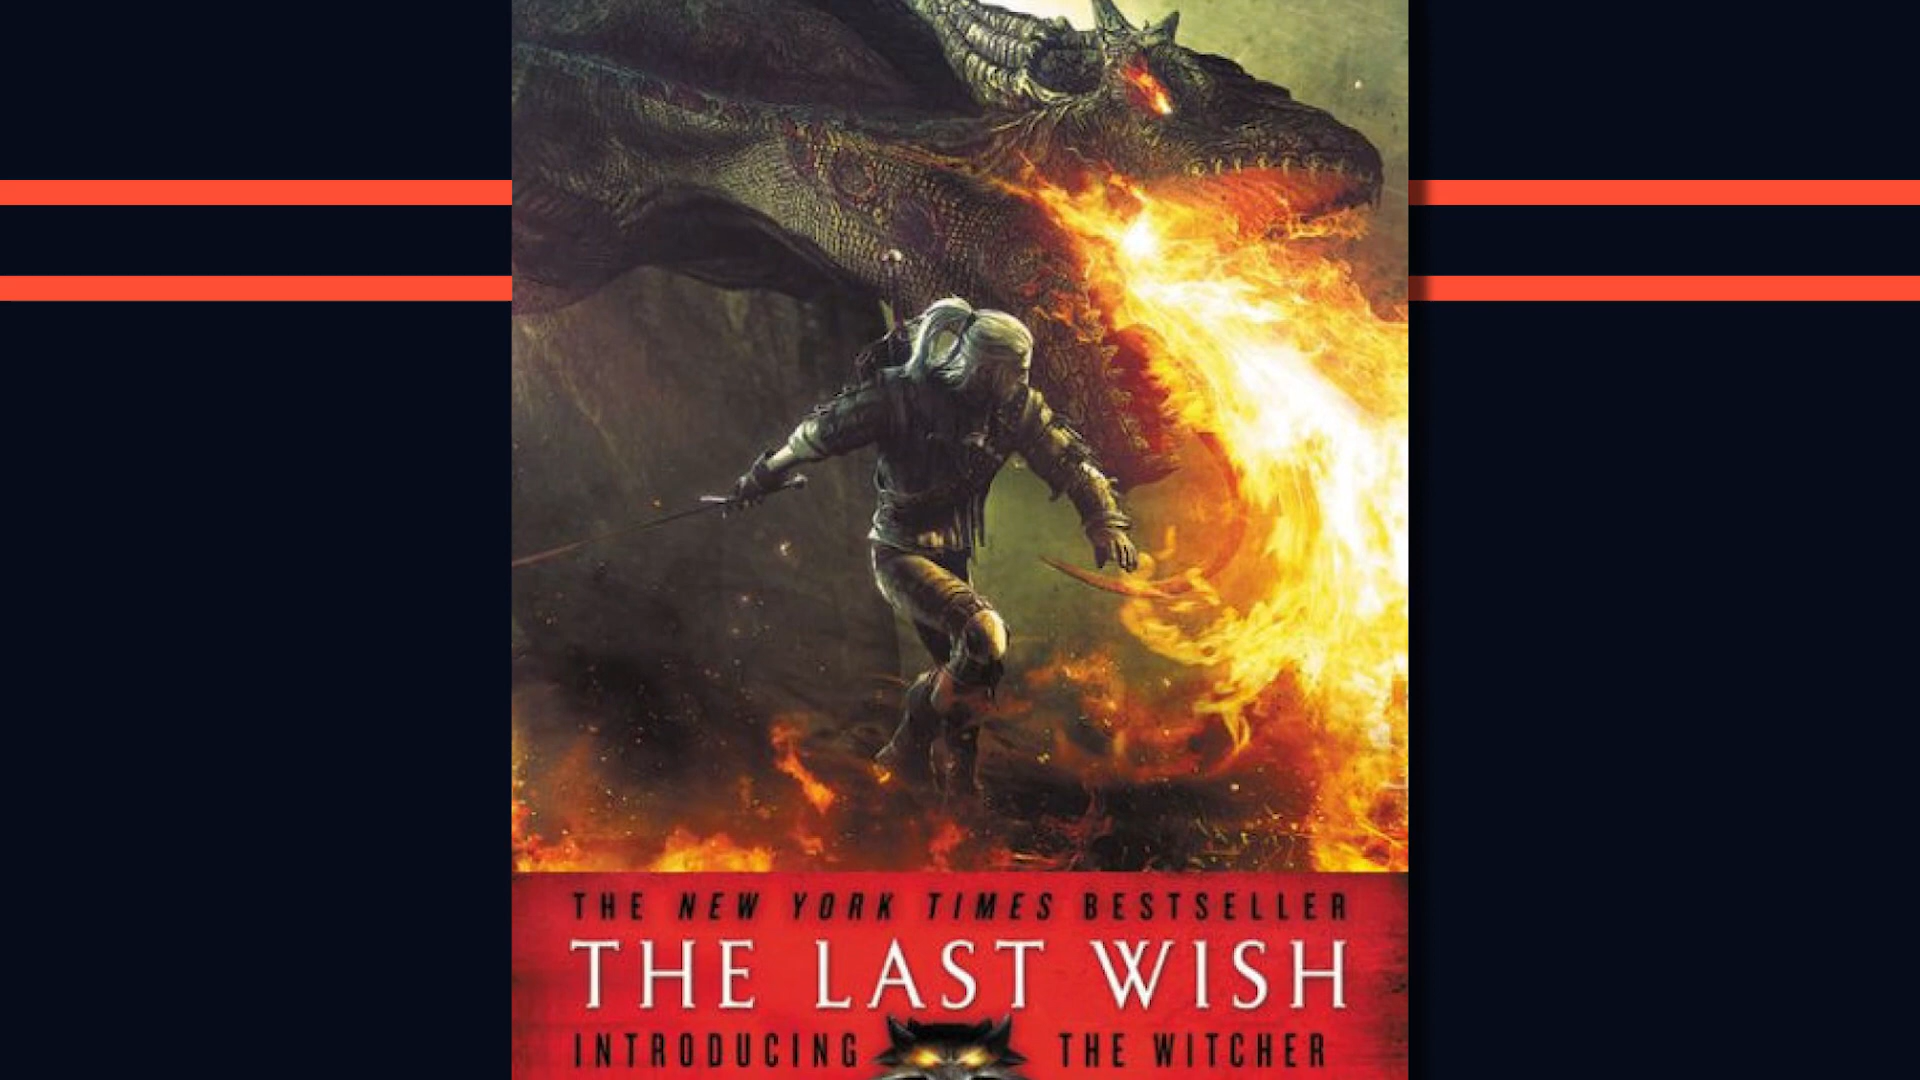 THE NEW YORK TIMES BESTSELLER
THE LAST WISH
INTRODUCING THE WITCHER